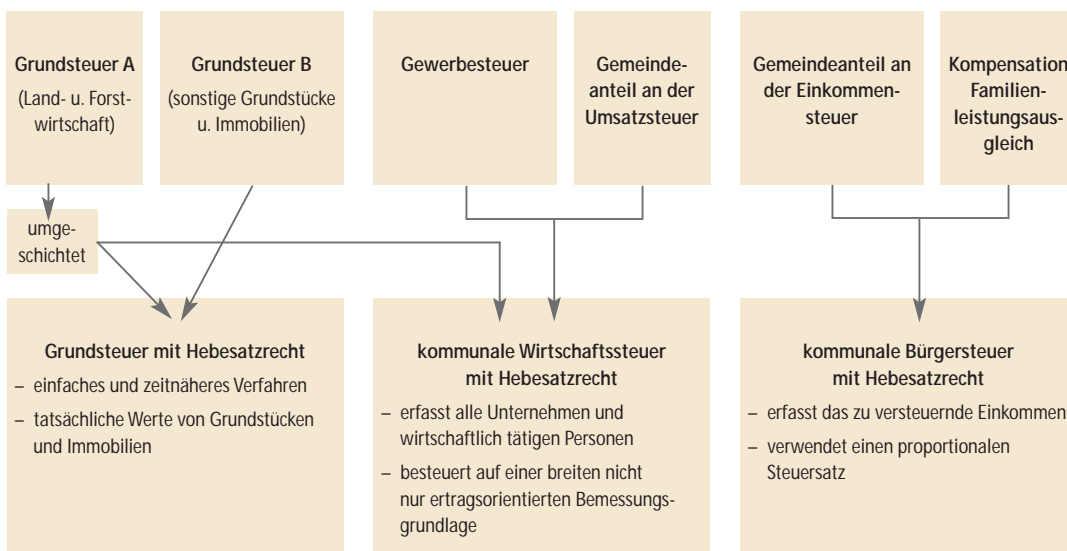 Grundsteuer A
(Land- u. Forst-
wirtschaft)
Grundsteuer B
(sonstige Grundstücke
u. Immobilien)
Gewerbesteuer
Gemeinde-
anteil an der
Umsatzsteuer
Gemeindeanteil an
der Einkommen-
steuer
Kompensation
Familien-
leistungsaus-
gleich
umge-
schichtet
Grundsteuer mit Hebesatzrecht
– einfaches und zeitnäheres Verfahren
– tatsächliche Werte von Grundstücken
und Immobilien
kommunale Wirtschaftssteuer
mit Hebesatzrecht
– erfasst alle Unternehmen und
wirtschaftlich tätigen Personen
– besteuert auf einer breiten nicht
nur ertragsorientierten Bemessungs-
grundlage
kommunale Bürgersteuer
mit Hebesatzrecht
– erfasst das zu versteuernde Einkommen
– verwendet einen proportionalen
Steuersatz